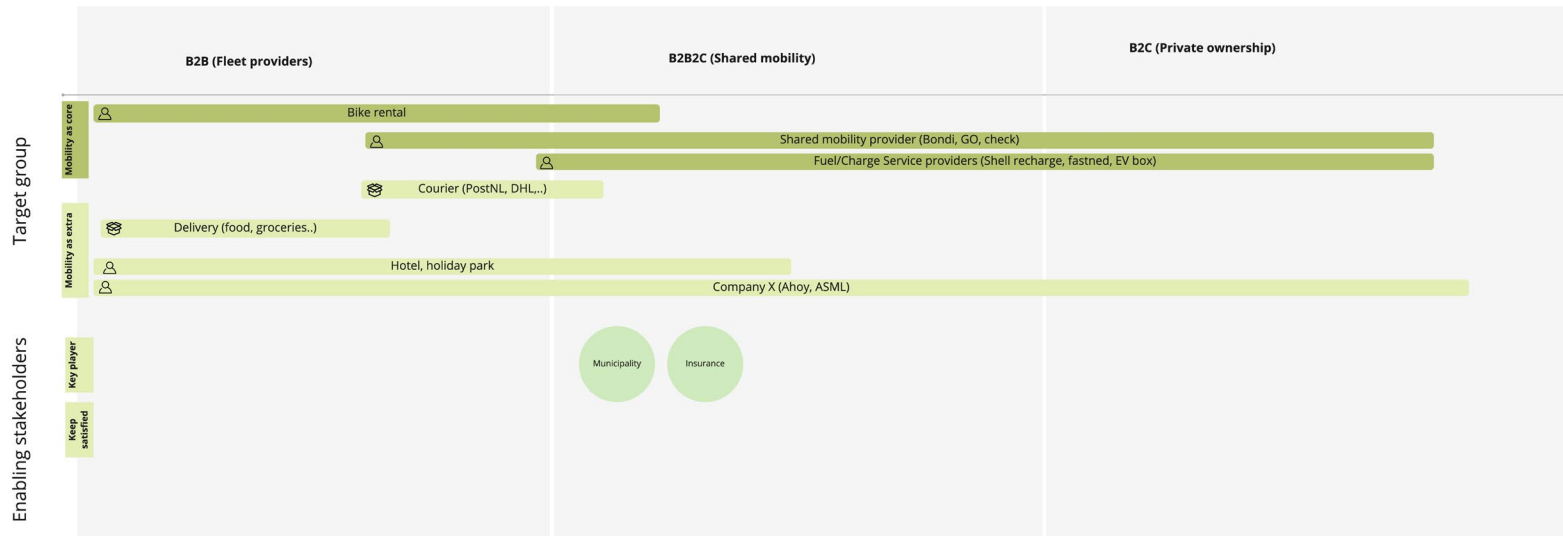 B2B (Fleet providers)
B2B2C (Shared mobility)
B2C (Private ownership)
Target group
Mobility as core
Bike rental
Shared mobility provider (Bondi, GO, check)
Fuel/Charge Service providers (Shell recharge, fastned, EV box)
Courier (PostNL, DHL,..)
Mobility as extra
Delivery (food, groceries..)
Hotel, holiday park
Company X (Ahoy, ASML)
Enabling stakeholders
Key player
Municipality
Insurance
Keep
satisfied